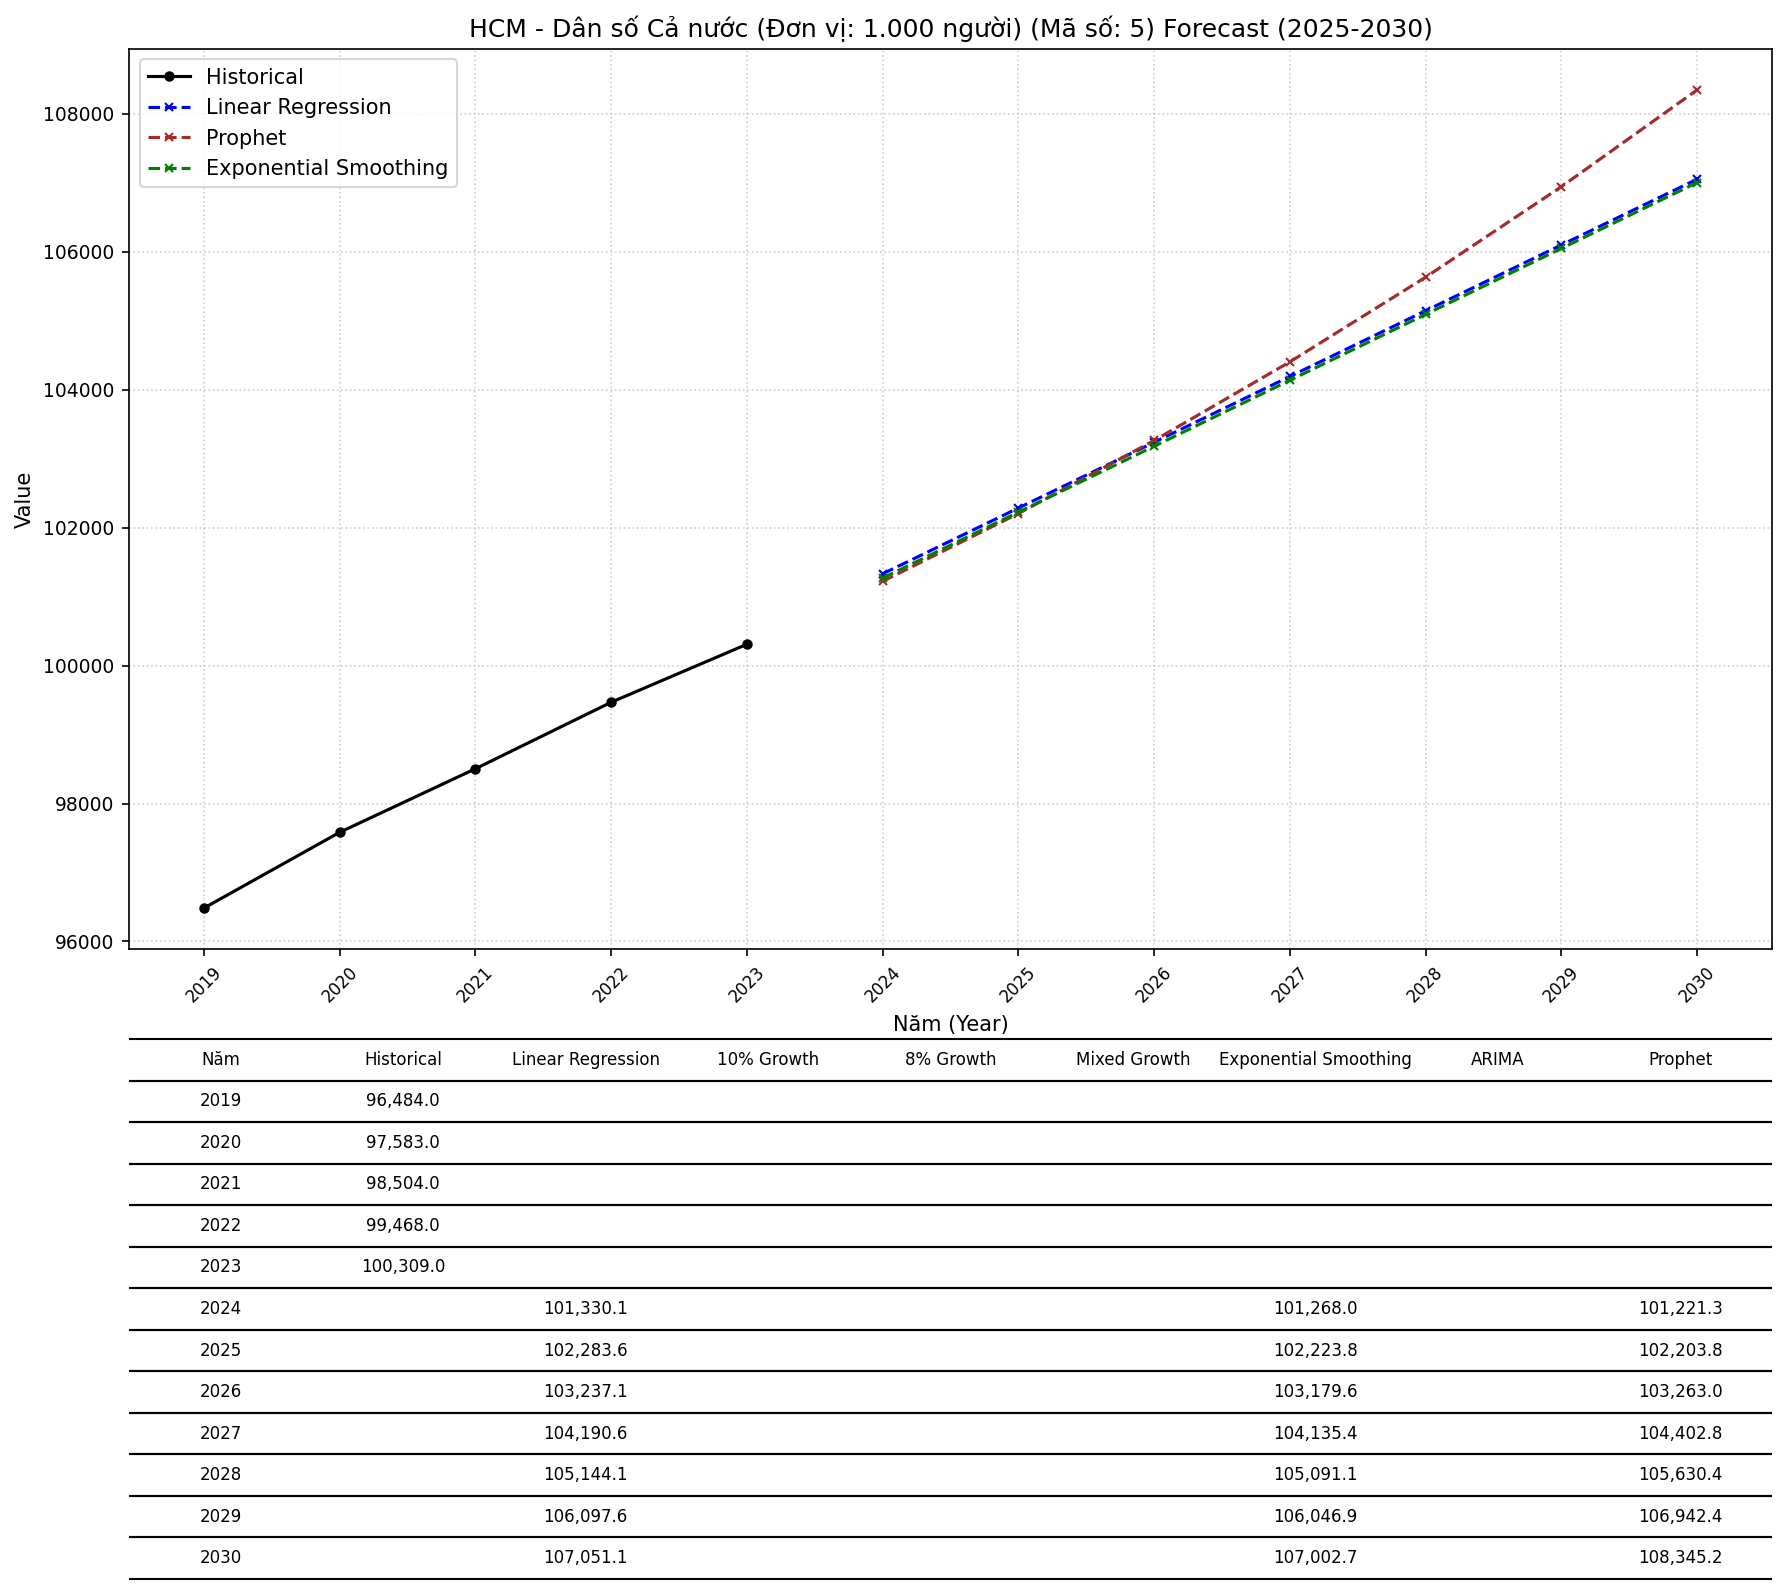 HCM - Dân số Cả nước (Đơn vị: 1.000 người) (Mã số: 5) Forecast (2025-2030)
Historical
Linear Regression
Prophet
Exponential Smoothing
Value
108000
106000
104000
102000
100000
98000
96000
2019 2020 2021 2022 2023 2024 2025 2026 2027 2028 2029 2030
Năm (Year)
Năm Historical Linear Regression 10% Growth 8% Growth Mixed Growth Exponential Smoothing ARIMA Prophet
2019 96,484.0
2020 97,583.0
2021 98,504.0
2022 99,468.0
2023 100,309.0
2024 101,330.1 101,268.0 101,221.3
2025 102,283.6 102,223.8 102,203.8
2026 103,237.1 103,179.6 103,263.0
2027 104,190.6 104,135.4 104,402.8
2028 105,144.1 105,091.1 105,630.4
2029 106,097.6 106,046.9 106,942.4
2030 107,051.1 107,002.7 108,345.2